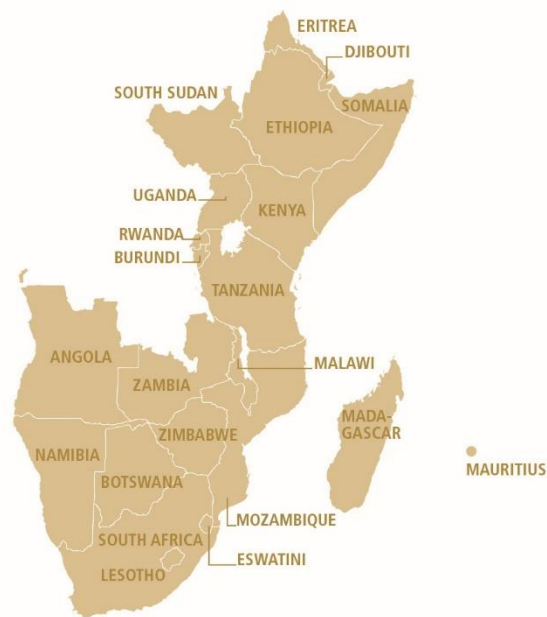 ERITREA
DJIBOUTI
SOUTH SUDAN
SOMALIA
ETHIOPIA
UGANDA
KENYA
RWANDA
BURUNDI
TANZANIA
ANGOLA
MALAWI
ZAMBIA
MADA-
GASCAR
ZIMBABWE
NAMIBIA
MAURITIUS
BOTSWANA
MOZAMBIQUE
SOUTH AFRICA
ESWATINI
LESOTHO